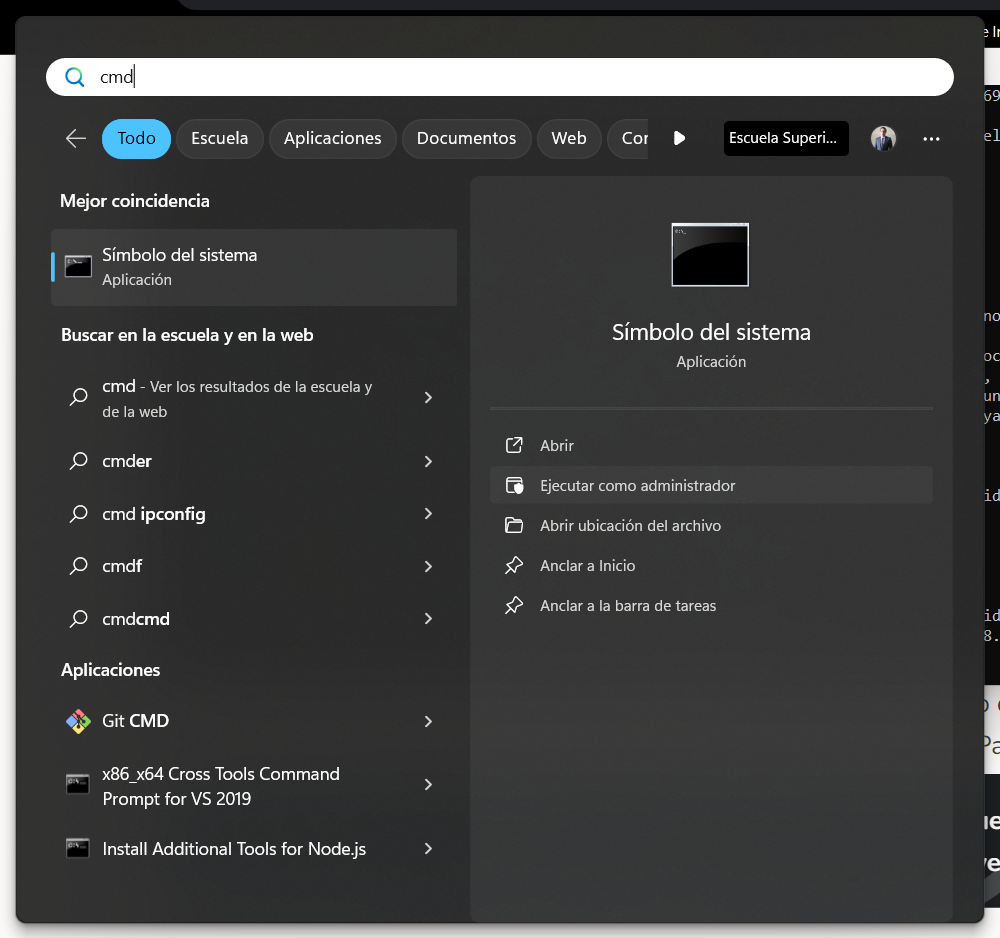 cmd
Todo
Escuela
Aplicaciones
Documentos
Web
Escuela Superi...
Mejor coincidencia
Símbolo del sistema
Aplicación
Buscar en la escuela y en la web
cmd - Ver los resultados de la escuela y
de la web
cmder
cmd ipconfig
cmdf
cmdcmd
Aplicaciones
Git CMD
x86_x64 Cross Tools Command
Prompt for VS 2019
Install Additional Tools for Node.js
Símbolo del sistema
Aplicación
Abrir
Ejecutar como administrador
Abrir ubicación del archivo
Anclar a Inicio
Anclar a la barra de tareas